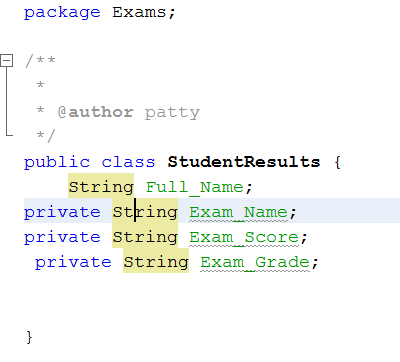 package Exams;
/**
*
* @author patty
*/
public class StudentResults {
String Full_Name;
private String Exam_Name;
private String Exam_Score;
private String Exam_Grade;
}